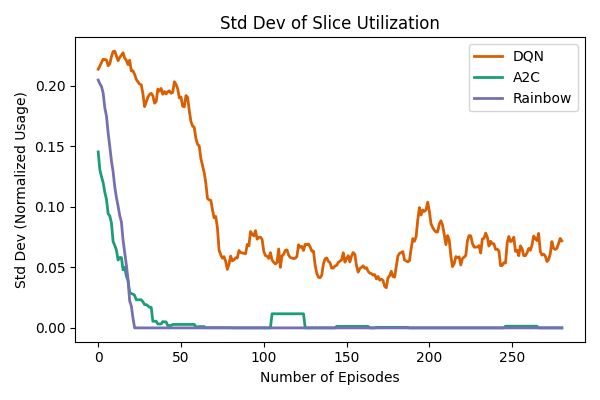 Std Dev of Slice Utilization
Std Dev (Normalized Usage)
0.20
0.15
0.10
0.05
0.00
DQN
A2C
Rainbow
0 50 100 150 200 250
Number of Episodes